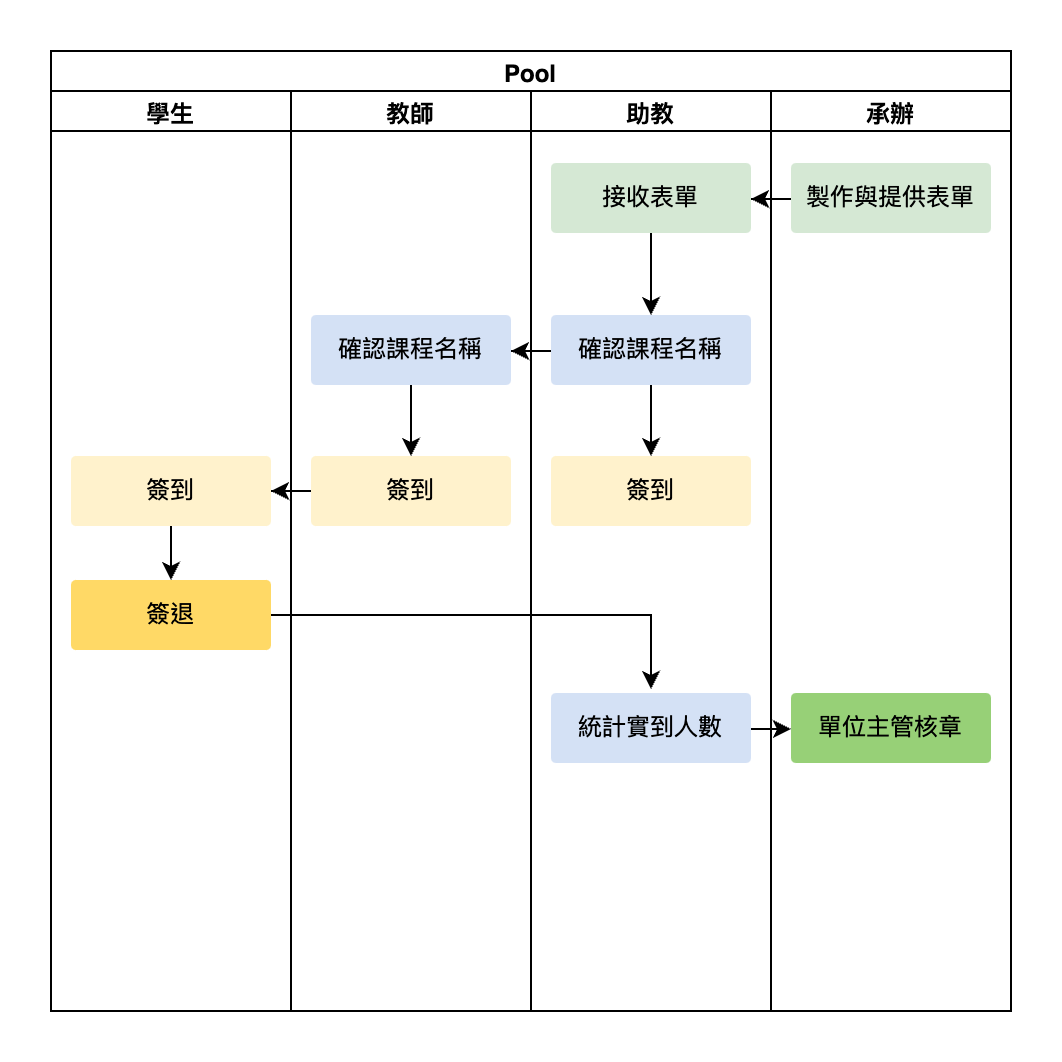 Pool
學生
教師
助教
承辦
接收表單
製作與提供表單
確認課程名稱
確認課程名稱
簽到
簽到
簽到
簽退
統計實到人數
單位主管核章